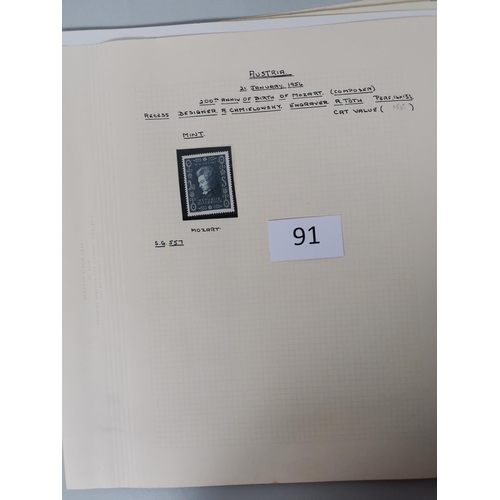 AUSTRIA
21 JANUARY, 1956
200TH ANNIV OF BIRTH OF MOZART. (COMPOSER)
RECESS DESIGNER R CHMIELOWSKY. ENGRAVER R TOTH PERF, 14x13½
CAT VALUE (
MINT.
MOZART
S.G. 557
91